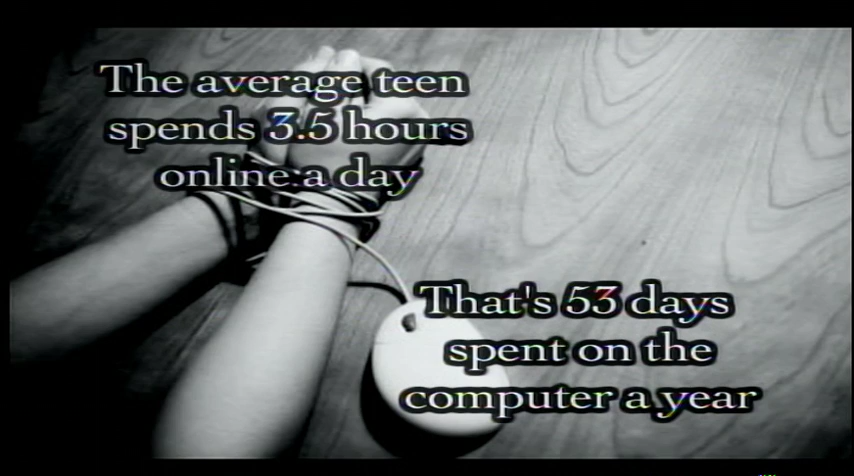 The average teen
spends 3.5 hours
online a day
That's 53 days
spent on the
computer a year